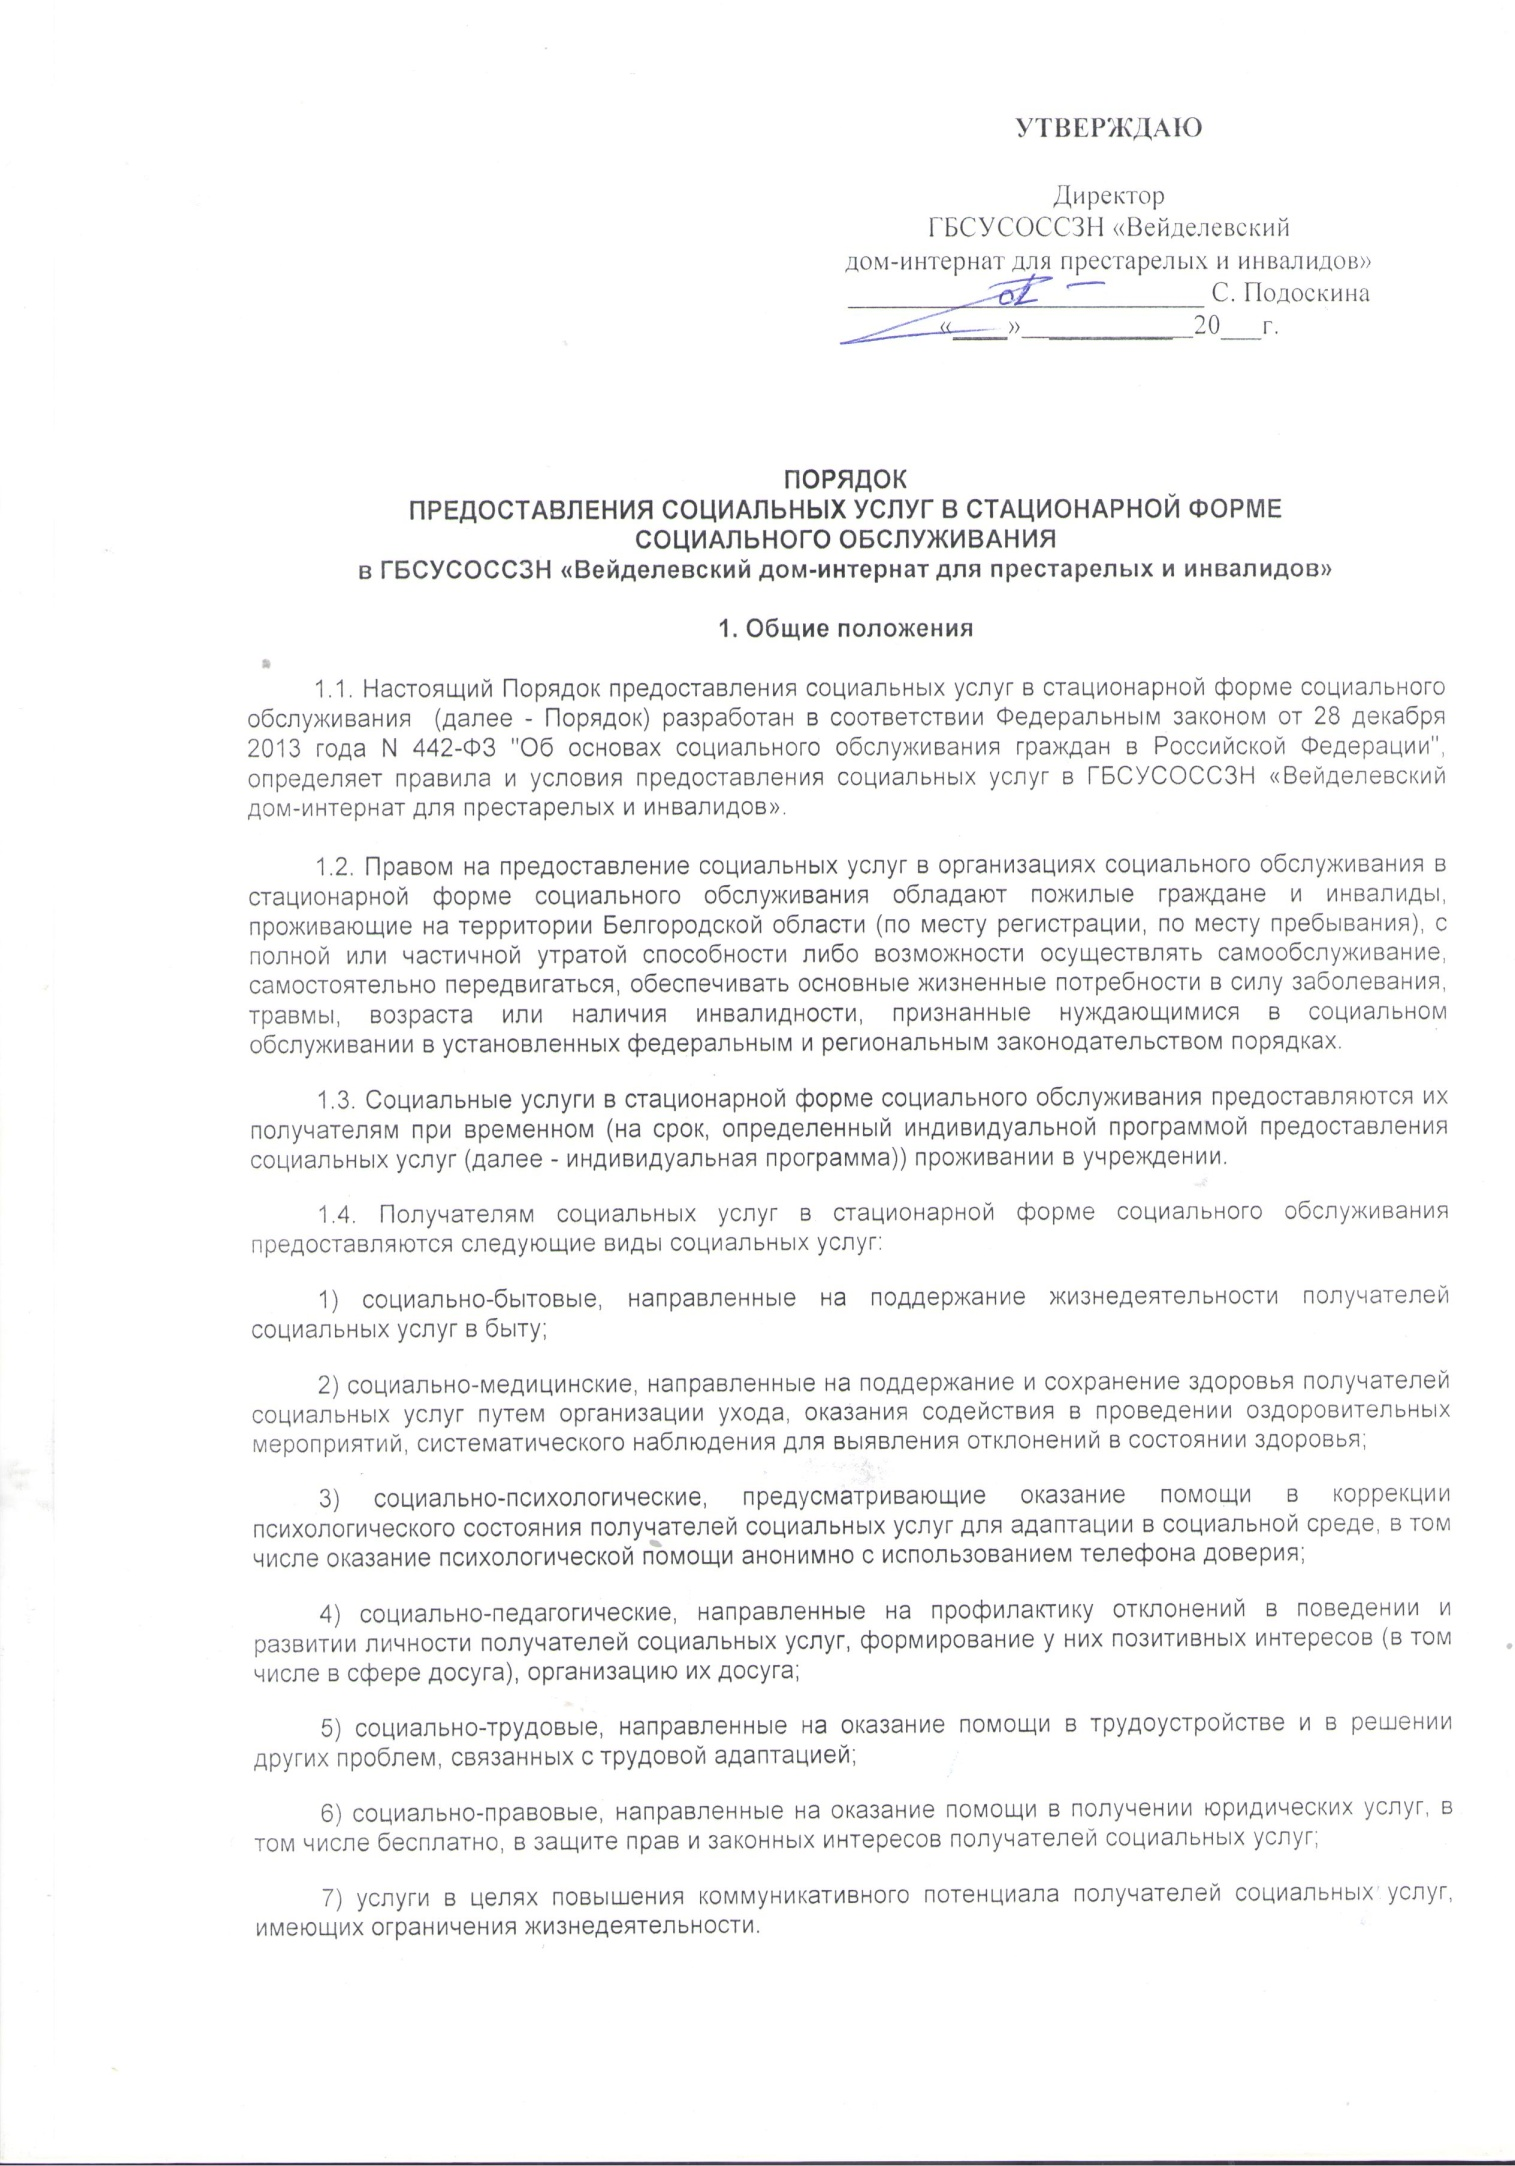 УТВЕРЖДАЮ
Директор
ГБСУСОССЗН «Вейделевский
дом-интернат для престарелых и инвалидов»
__________________________ С. Подоскина
«____»_____________20___г.
ПОРЯДОК
ПРЕДОСТАВЛЕНИЯ СОЦИАЛЬНЫХ УСЛУГ В СТАЦИОНАРНОЙ ФОРМЕ
СОЦИАЛЬНОГО ОБСЛУЖИВАНИЯ
в ГБСУСОССЗН «Вейделевский дом-интернат для престарелых и инвалидов»
1. Общие положения
1.1. Настоящий Порядок предоставления социальных услуг в стационарной форме социального
обслуживания (далее - Порядок) разработан в соответствии Федеральным законом от 28 декабря
2013 года N 442-ФЗ "Об основах социального обслуживания граждан в Российской Федерации",
определяет правила и условия предоставления социальных услуг в ГБСУСОССЗН «Вейделевский
дом-интернат для престарелых и инвалидов».
1.2. Правом на предоставление социальных услуг в организациях социального обслуживания в
стационарной форме социального обслуживания обладают пожилые граждане и инвалиды,
проживающие на территории Белгородской области (по месту регистрации, по месту пребывания), с
полной или частичной утратой способности либо возможности осуществлять самообслуживание,
самостоятельно передвигаться, обеспечивать основные жизненные потребности в силу заболевания,
травмы, возраста или наличия инвалидности, признанные нуждающимися в социальном
обслуживании в установленных федеральным и региональным законодательством порядках.
1.3. Социальные услуги в стационарной форме социального обслуживания предоставляются их
получателям при временном (на срок, определенный индивидуальной программой предоставления
социальных услуг (далее - индивидуальная программа)) проживании в учреждении.
1.4. Получателям социальных услуг в стационарной форме социального обслуживания
предоставляются следующие виды социальных услуг:
1) социально-бытовые, направленные на поддержание жизнедеятельности получателей
социальных услуг в быту;
2) социально-медицинские, направленные на поддержание и сохранение здоровья получателей
социальных услуг путем организации ухода, оказания содействия в проведении оздоровительных
мероприятий, систематического наблюдения для выявления отклонений в состоянии здоровья;
3) социально-психологические, предусматривающие оказание помощи в коррекции
психологического состояния получателей социальных услуг для адаптации в социальной среде, в том
числе оказание психологической помощи анонимно с использованием телефона доверия;
4) социально-педагогические, направленные на профилактику отклонений в поведении и
развитии личности получателей социальных услуг, формирование у них позитивных интересов (в том
числе в сфере досуга), организацию их досуга;
5) социально-трудовые, направленные на оказание помощи в трудоустройстве и в решении
других проблем, связанных с трудовой адаптацией;
6) социально-правовые, направленные на оказание помощи в получении юридических услуг, в
том числе бесплатно, в защите прав и законных интересов получателей социальных услуг;
7) услуги в целях повышения коммуникативного потенциала получателей социальных услуг,
имеющих ограничения жизнедеятельности.